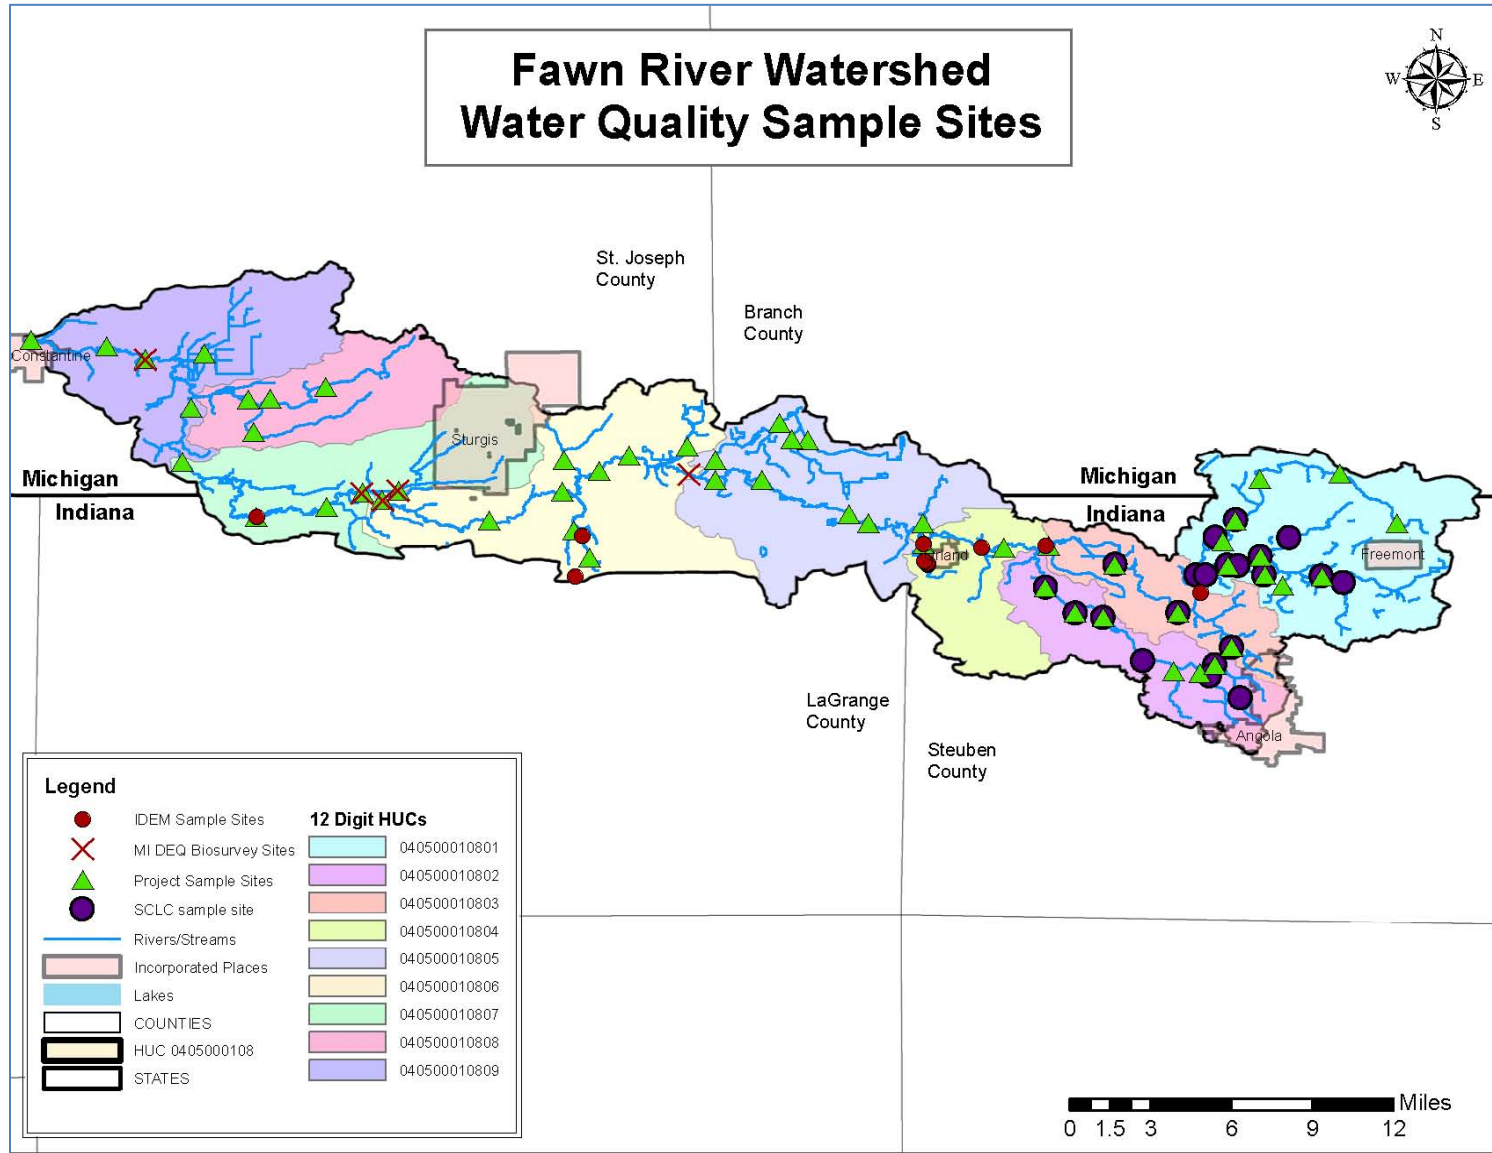 Fawn River Watershed
Water Quality Sample Sites
N
W
E
S
St. Joseph
County
Branch
County
Constantine
Sturgis
Michigan
Indiana
Michigan
Indiana
Freemont
Angola
LaGrange
County
Steuben
County
Legend
IDEM Sample Sites
MI DEQ Biosurvey Sites
Project Sample Sites
SCLC sample site
Rivers/Streams
Incorporated Places
Lakes
COUNTIES
HUC 0405000108
STATES
12 Digit HUCs
040500010801
040500010802
040500010803
040500010804
040500010805
040500010806
040500010807
040500010808
040500010809
Miles
0 1.5 3 6 9 12